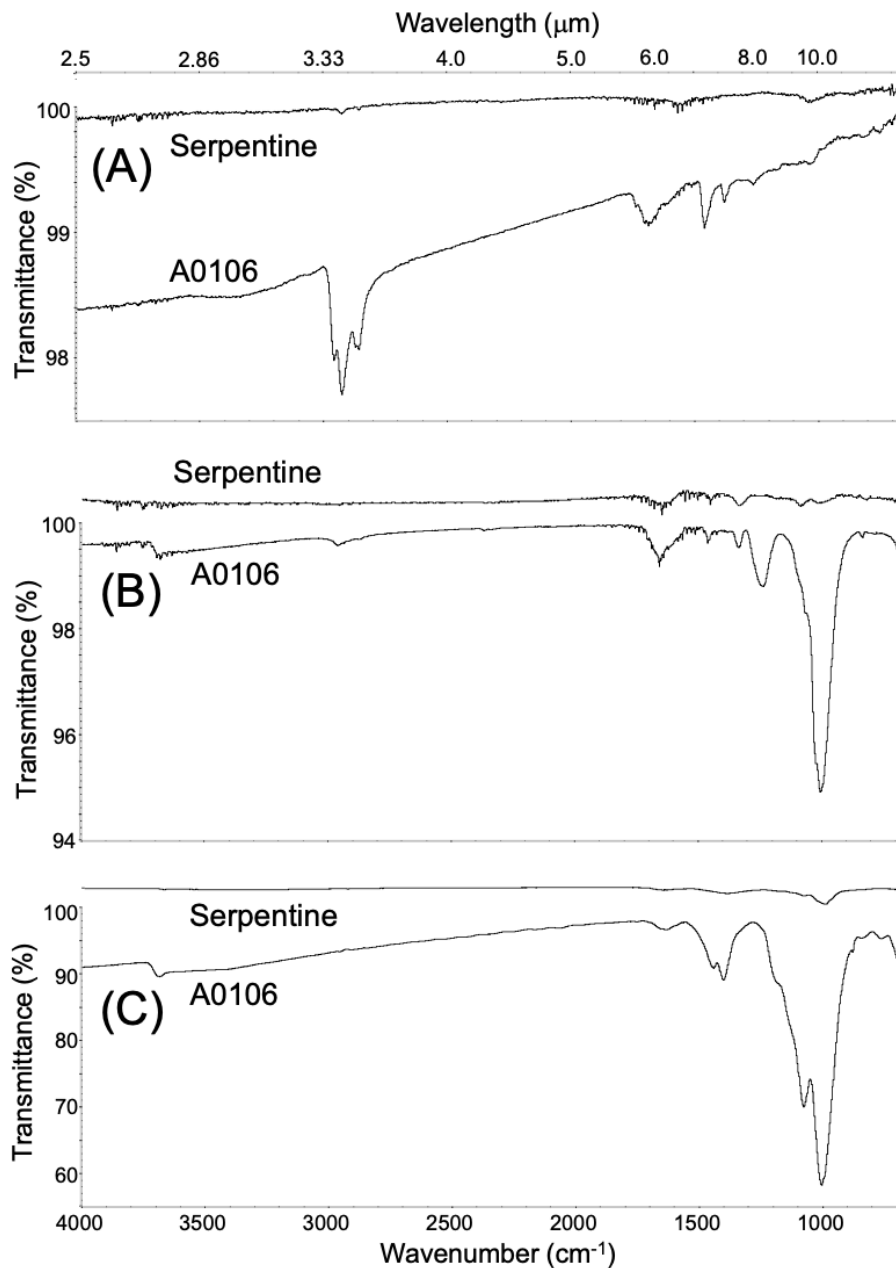 Wavelength (μm)
2.5 2.86 3.33 4.0 5.0 6.0 8.0 10.0
100
99
98
Transmittance (%)
Serpentine
(A)
A0106
Serpentine
100
98
96
94
Transmittance (%)
A0106
(B)
100
90
80
70
60
Transmittance (%)
Serpentine
A0106
(C)
4000 3000 2000 1500 1000
Wavenumber (cm⁻¹)